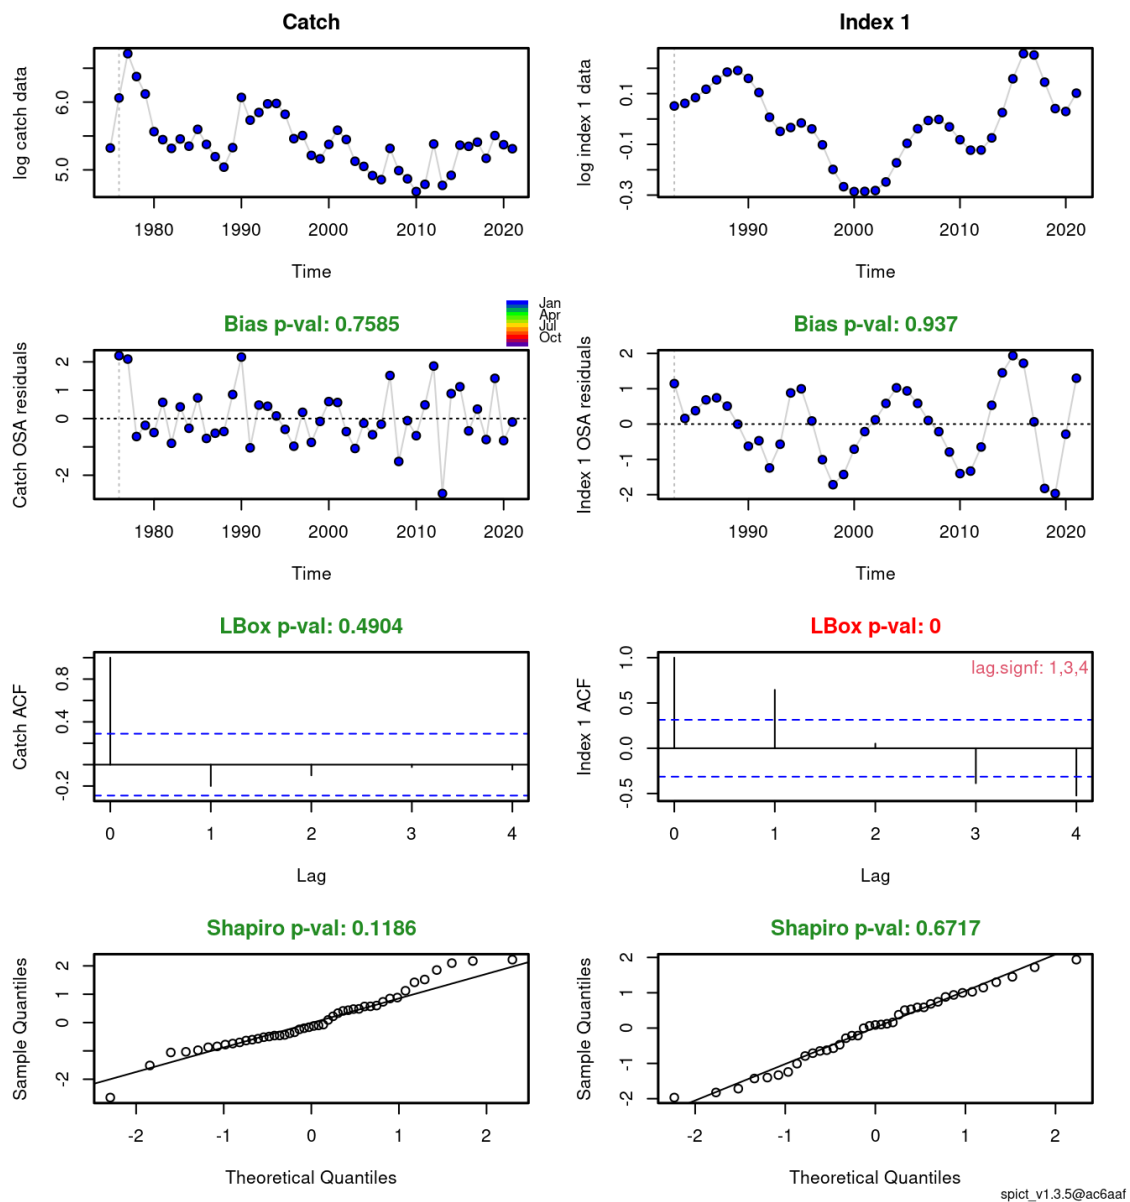 Catch
Index 1
log catch data
5.0
6.0
1980
1990
2000
2010
2020
Time
log index 1 data
-0.3
-0.1
0.1
1990
2000
2010
2020
Time
Bias p-val: 0.7585
Jan
Apr
Jul
Oct
Catch OSA residuals
2
1
0
-2
1980
1990
2000
2010
2020
Time
Bias p-val: 0.937
Index 1 OSA residuals
2
1
0
-1
-2
1990
2000
2010
2020
Time
LBox p-val: 0.4904
Catch ACF
-0.2
0.4
0.8
0
1
2
3
4
Lag
LBox p-val: 0
lag.signf: 1,3,4
Index 1 ACF
-0.5
0.0
0.5
1.0
0
1
2
3
4
Lag
Shapiro p-val: 0.1186
Sample Quantiles
2
1
0
-2
-2
-1
0
1
2
Theoretical Quantiles
Shapiro p-val: 0.6717
Sample Quantiles
2
1
0
-1
-2
-2
-1
0
1
2
Theoretical Quantiles
spict_v1.3.5@ac6aaf